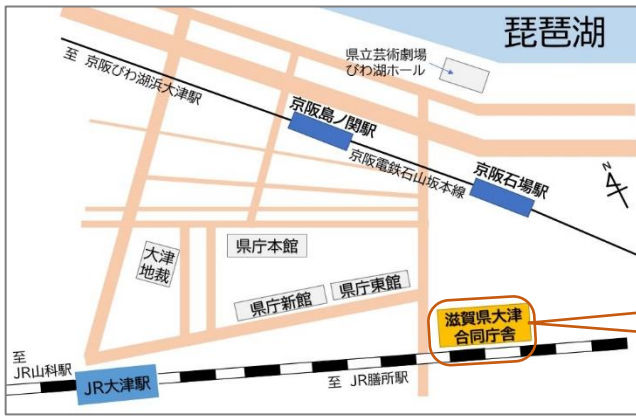 琵琶湖
県立芸術劇場
びわ湖ホール
至 京阪びわ湖浜大津駅
京阪島ノ関駅
京阪電鉄石山坂本線
京阪石場駅
N
大津
地裁
県庁本館
県庁新館
県庁東館
滋賀県大津
合同庁舎
至
JR山科駅
JR大津駅
至 JR膳所駅